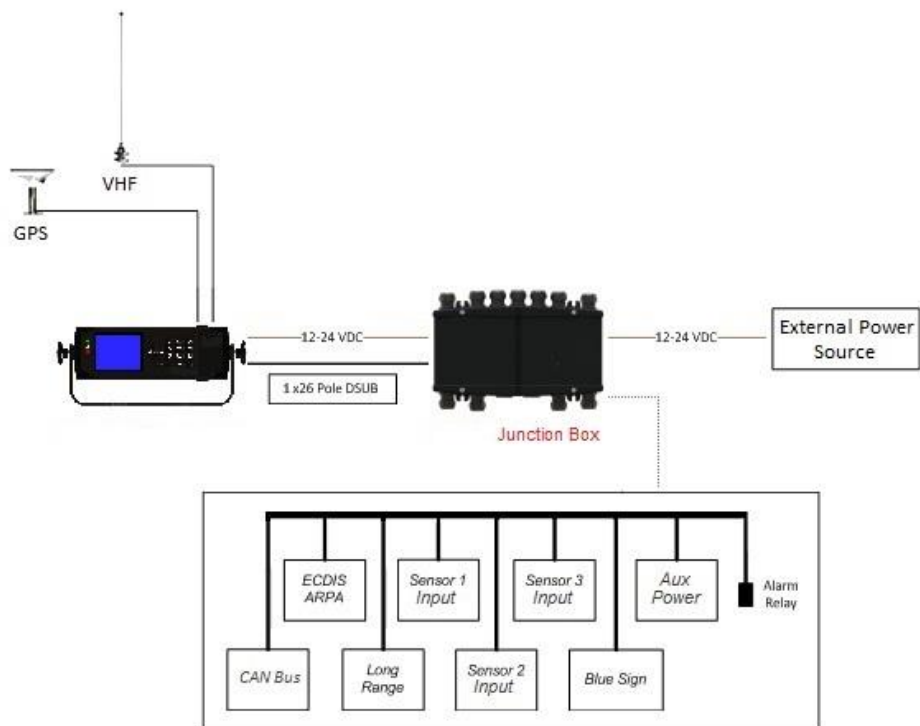 VHF
GPS
12-24 VDC
12-24 VDC
External Power
Source
1 x26 Pole DSUB
Junction Box
ECDIS
ARPA
Sensor 1
Input
Sensor 3
Input
Aux
Power
Alarm
Relay
CAN Bus
Long
Range
Sensor 2
Input
Blue Sign